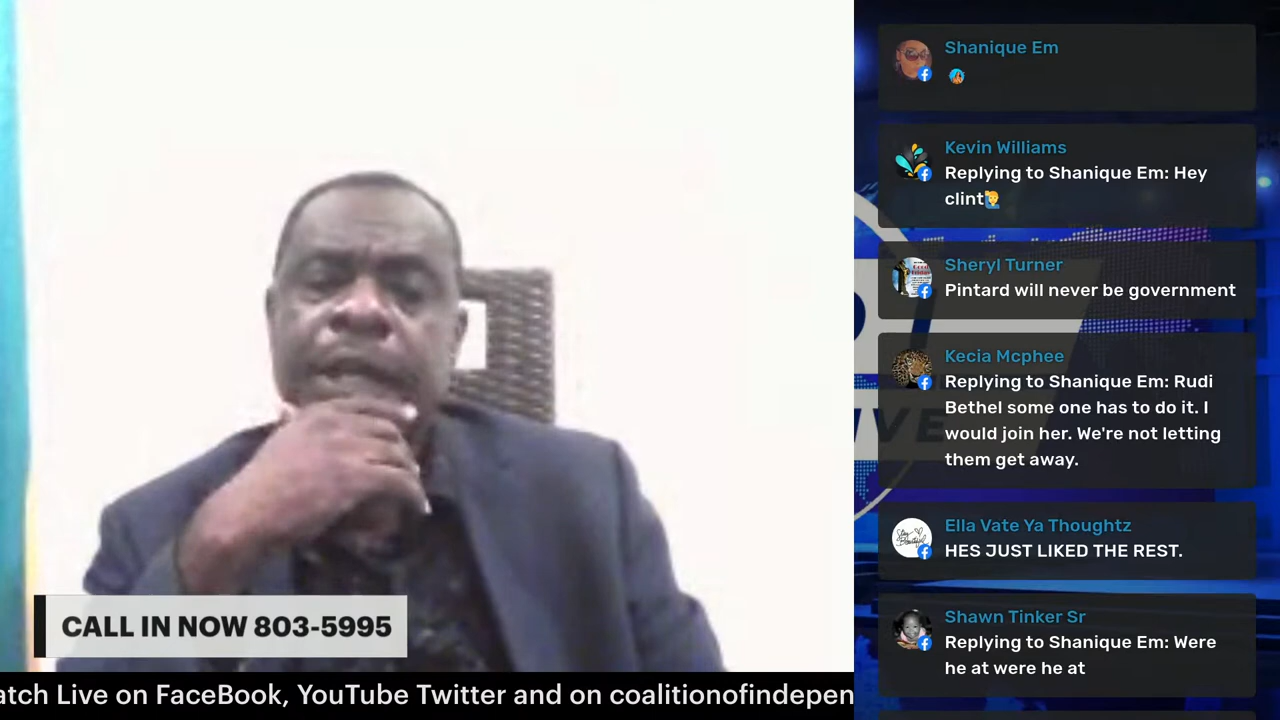 Shanique Em
Kevin Williams
Replying to Shanique Em: Hey
clint🙋
Sheryl Turner
Pintard will never be government
Kecia Mcphee
Replying to Shanique Em: Rudi
Bethel some one has to do it. I
would join her. We're not letting
them get away.
Ella Vate Ya Thoughtz
HES JUST LIKED THE REST.
Shawn Tinker Sr
Replying to Shanique Em: Were
he at were he at
CALL IN NOW 803-5995
atch Live on FaceBook, YouTube Twitter and on coalitionofindepen